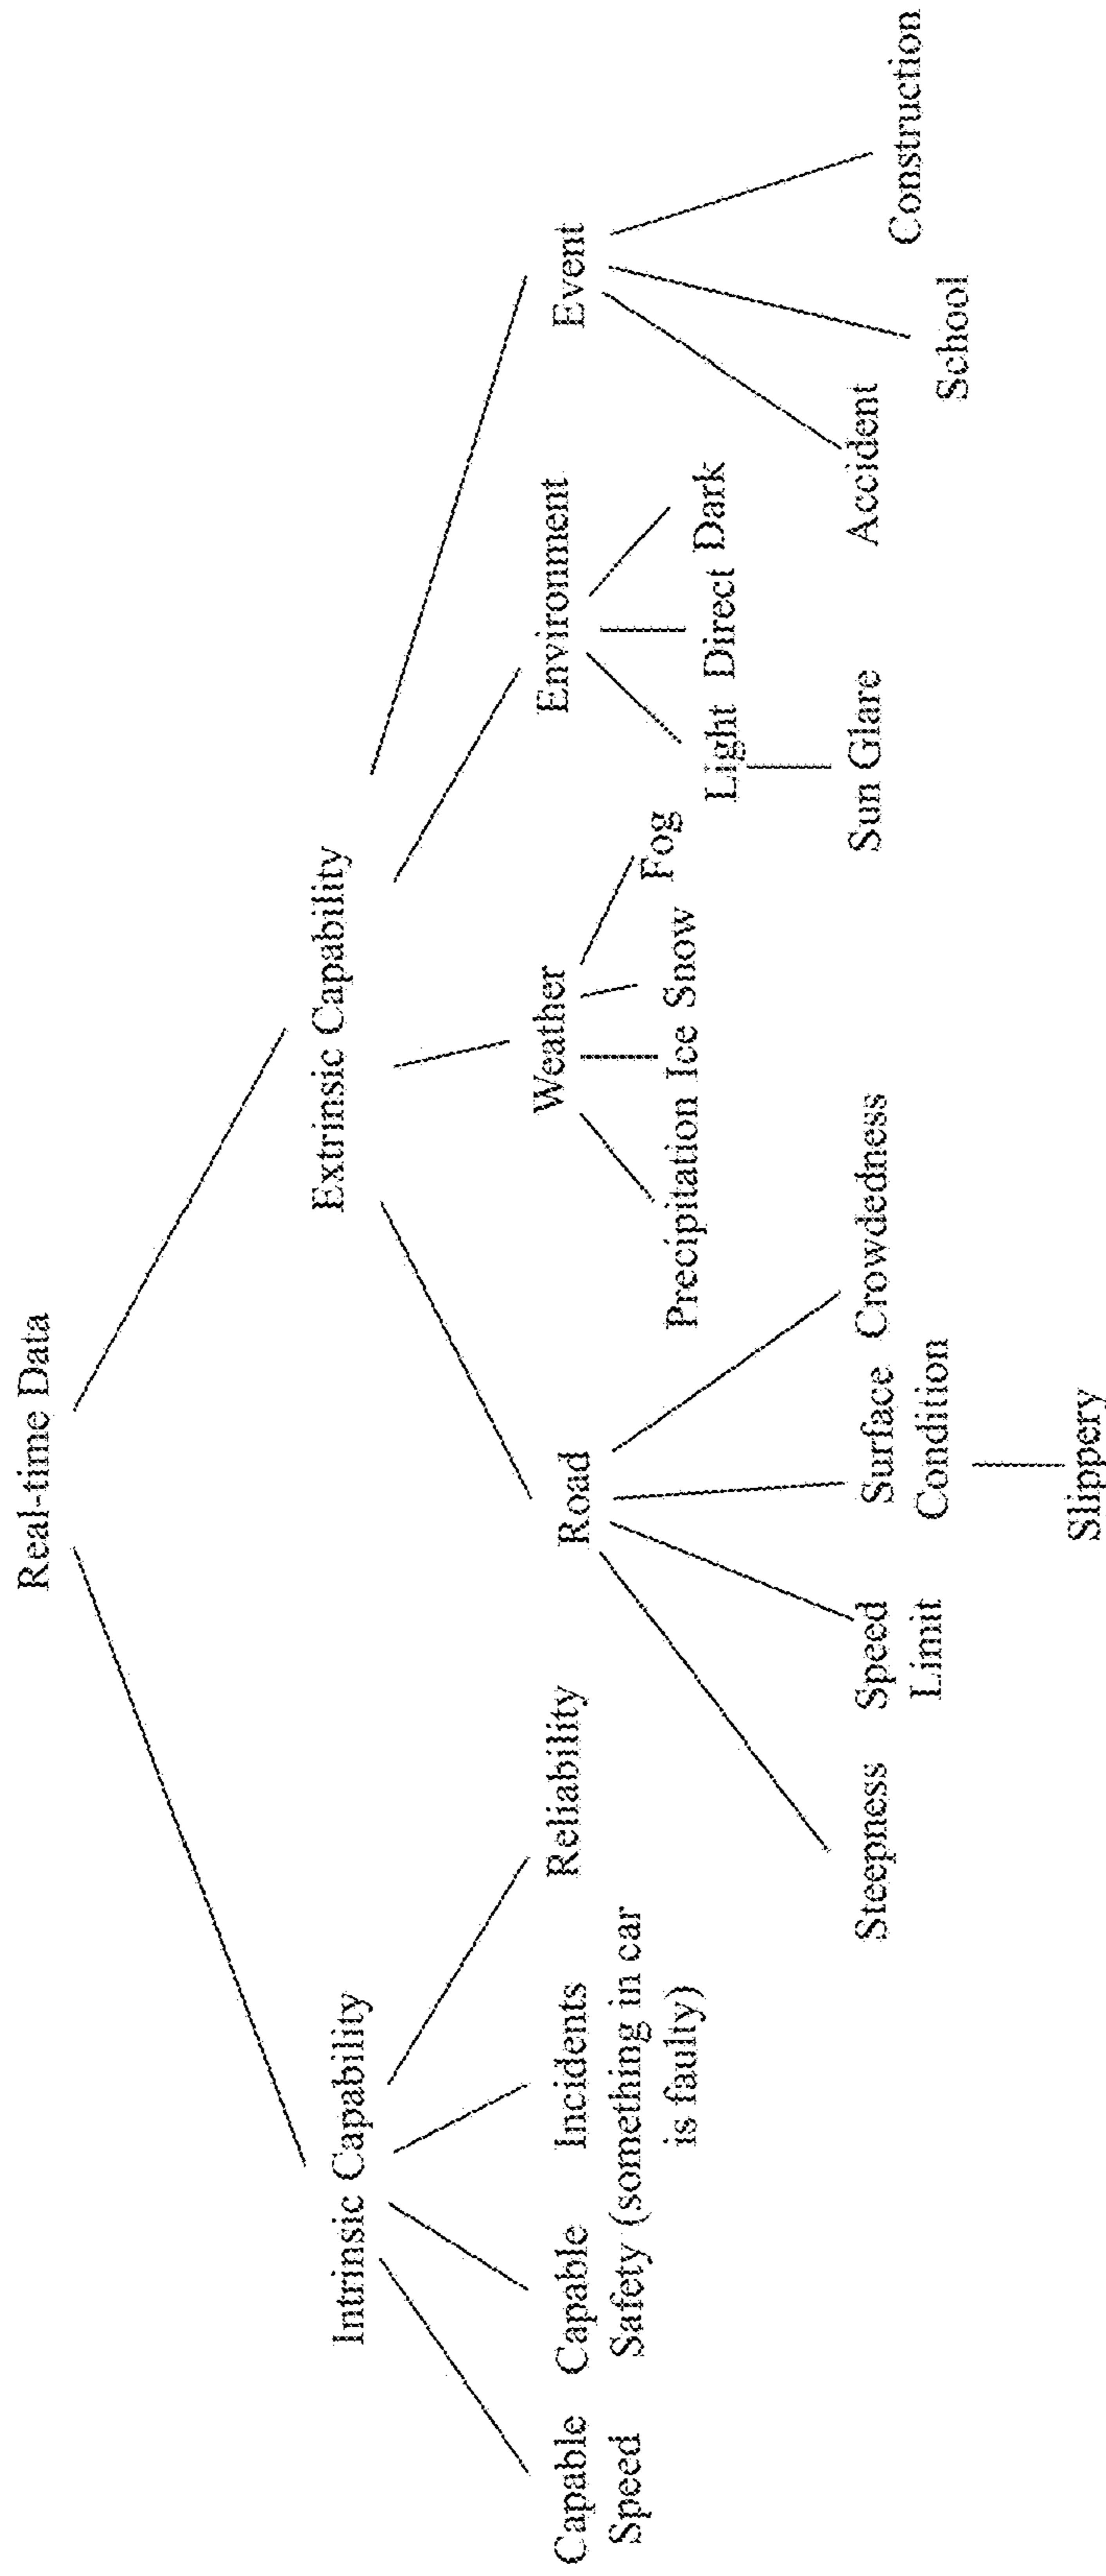 Real-time Data
Intrinsic Capability
Extrinsic Capability
Capable
Speed
Capable
Safety
Incidents
(something in car
is faulty)
Reliability
Road
Weather
Environment
Event
Steepness
Speed
Limit
Surface
Condition
Crowdedness
Slippery
Precipitation
Ice
Snow
Fog
Light
Direct
Dark
Sun Glare
Accident
School
Construction